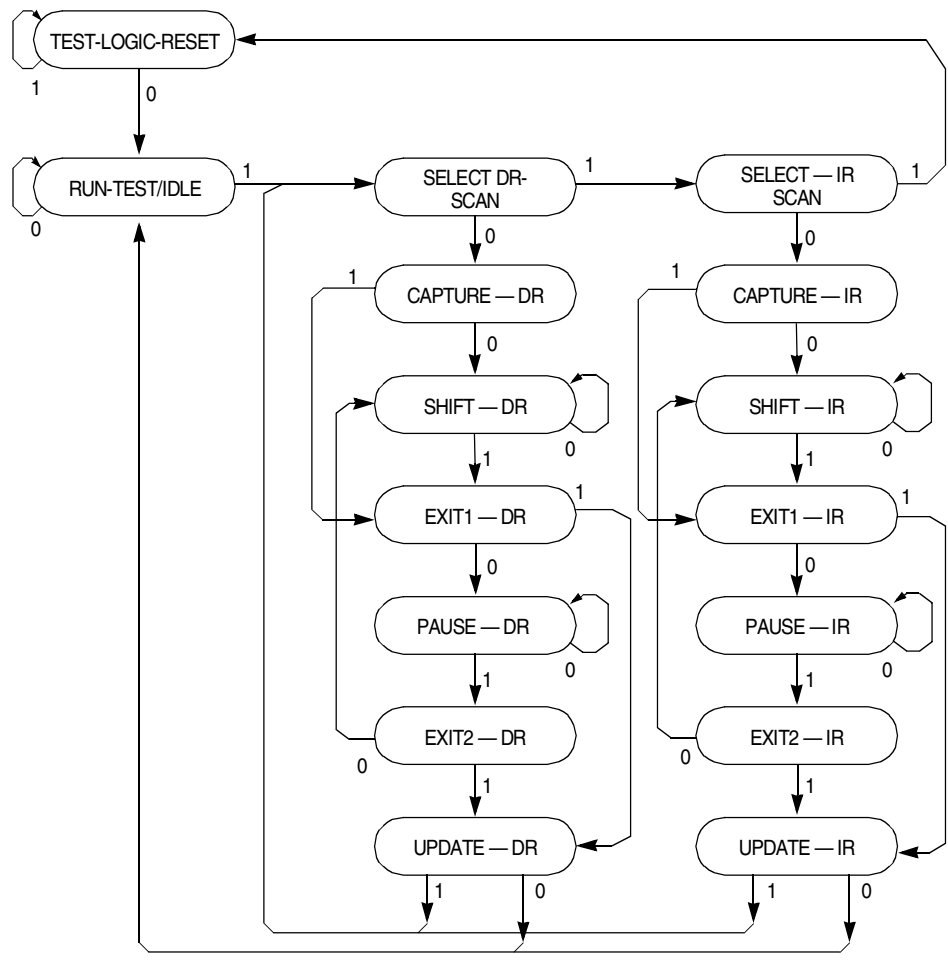 TEST-LOGIC-RESET
1
0
RUN-TEST/IDLE
1
0
SELECT DR-
SCAN
1
0
SELECT — IR
SCAN
1
0
CAPTURE — DR
1
0
CAPTURE — IR
1
0
SHIFT — DR
0
1
SHIFT — IR
0
1
EXIT1 — DR
1
0
EXIT1 — IR
1
0
PAUSE — DR
0
1
PAUSE — IR
0
1
EXIT2 — DR
0
1
EXIT2 — IR
0
1
UPDATE — DR
1
0
UPDATE — IR
1
0